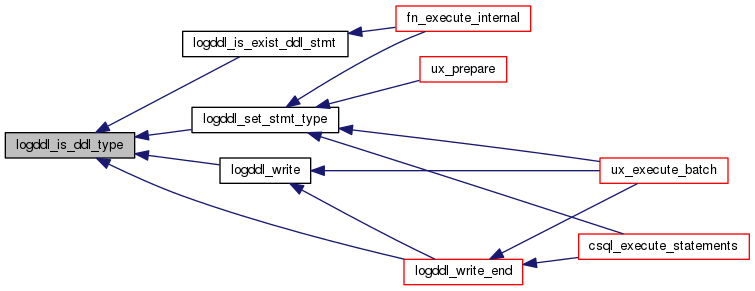 fn_execute_internal
logddl_is_exist_ddl_stmt
ux_prepare
logddl_set_stmt_type
logddl_is_ddl_type
logddl_write
ux_execute_batch
csql_execute_statements
logddl_write_end